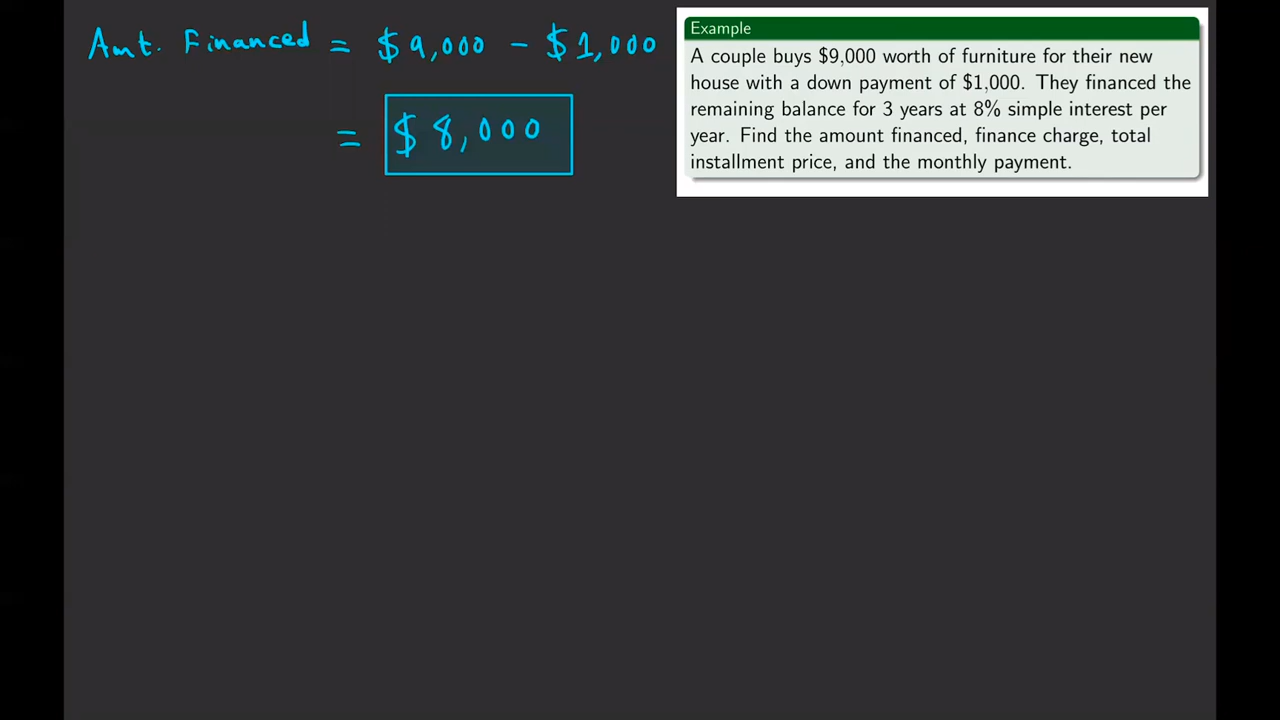 Amt. Financed = $9,000 - $1,000
= $8,000
Example
A couple buys $9,000 worth of furniture for their new
house with a down payment of $1,000. They financed the
remaining balance for 3 years at 8% simple interest per
year. Find the amount financed, finance charge, total
installment price, and the monthly payment.